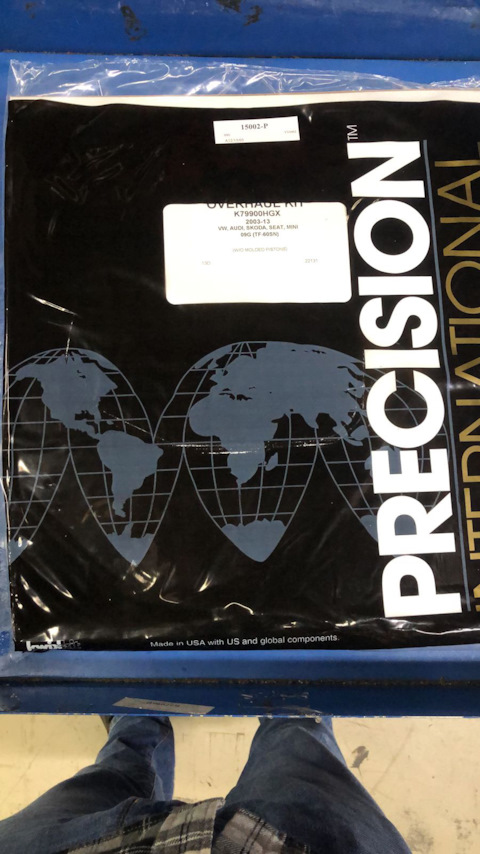 15002-P
OVERHAUL KIT
K79900HGX
2003-13
VW, AUDI, SKODA, SEAT, MINI
09G (TF-60SN)
PRECISION™
INTERNATIONAL
Made in USA with US and global components.